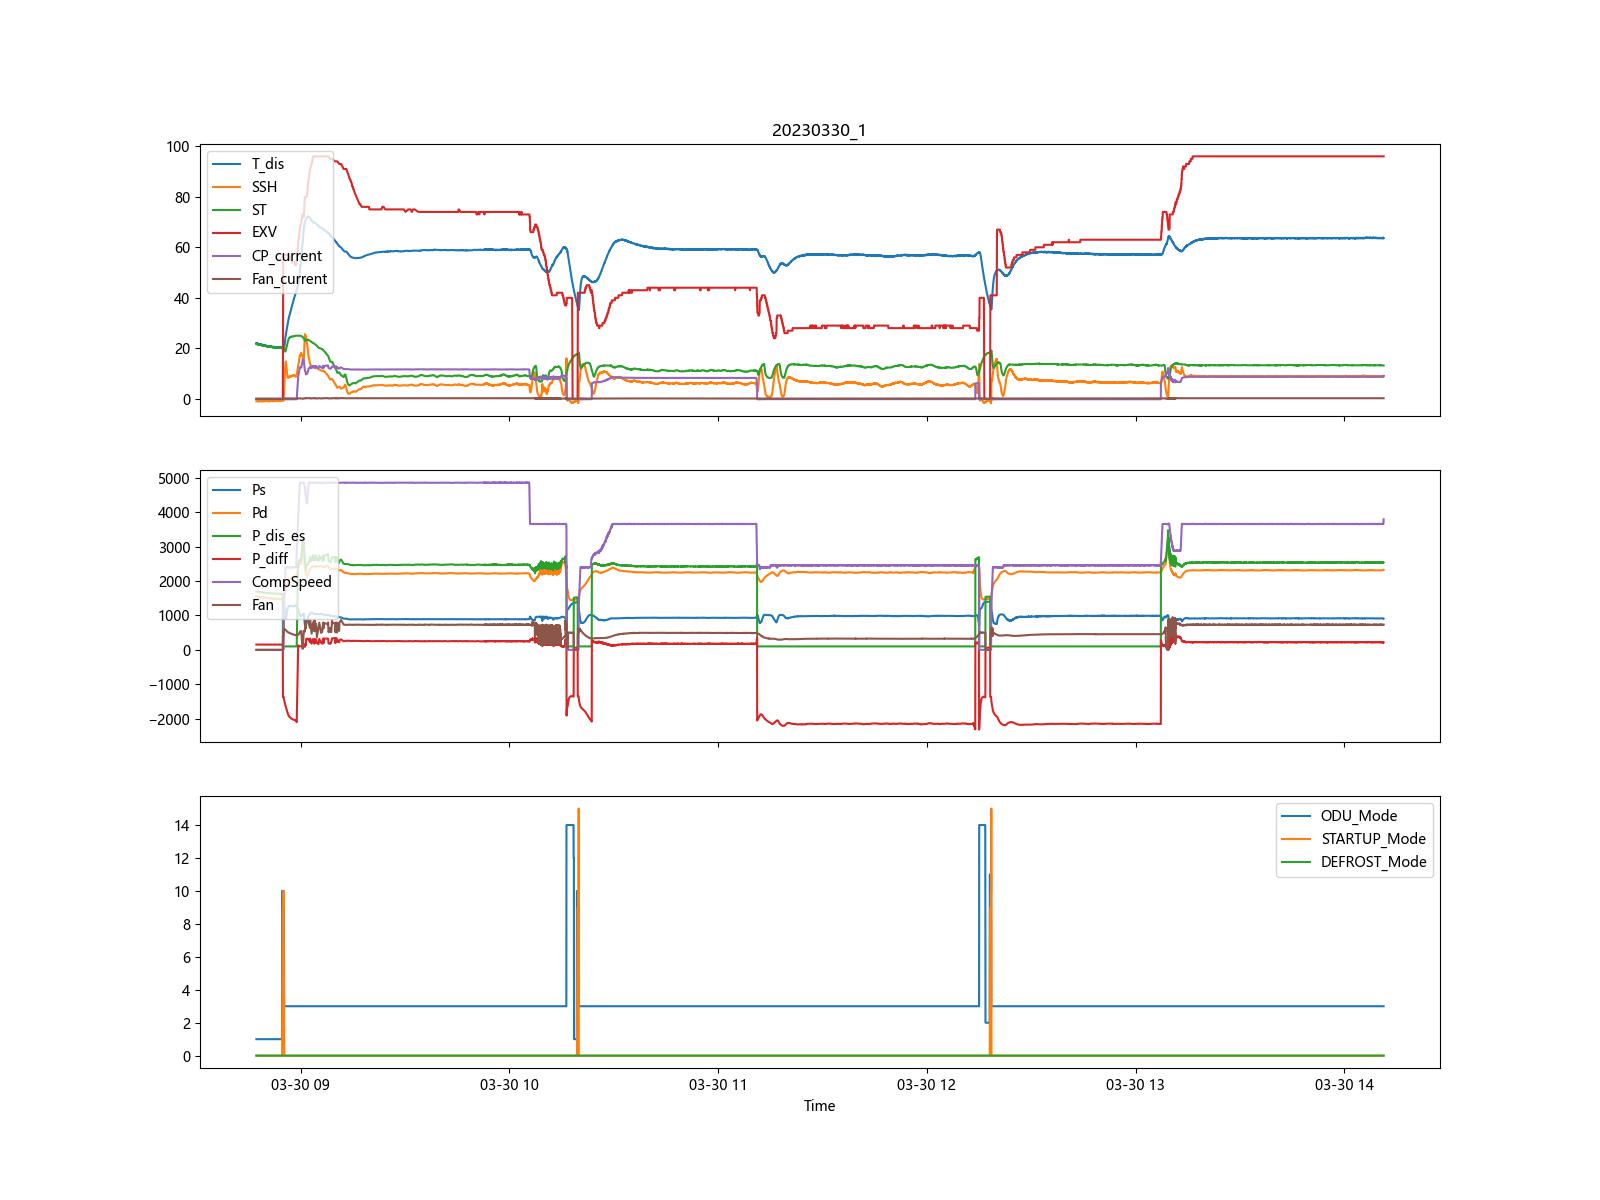 20230330_1
100
80
60
40
20
0
T_dis
SSH
ST
EXV
CP_current
Fan_current
5000
4000
3000
2000
1000
0
−1000
−2000
Ps
Pd
P_dis_es
P_diff
CompSpeed
Fan
14
12
10
8
6
4
2
0
ODU_Mode
STARTUP_Mode
DEFROST_Mode
03-30 09 03-30 10 03-30 11 03-30 12 03-30 13 03-30 14
Time